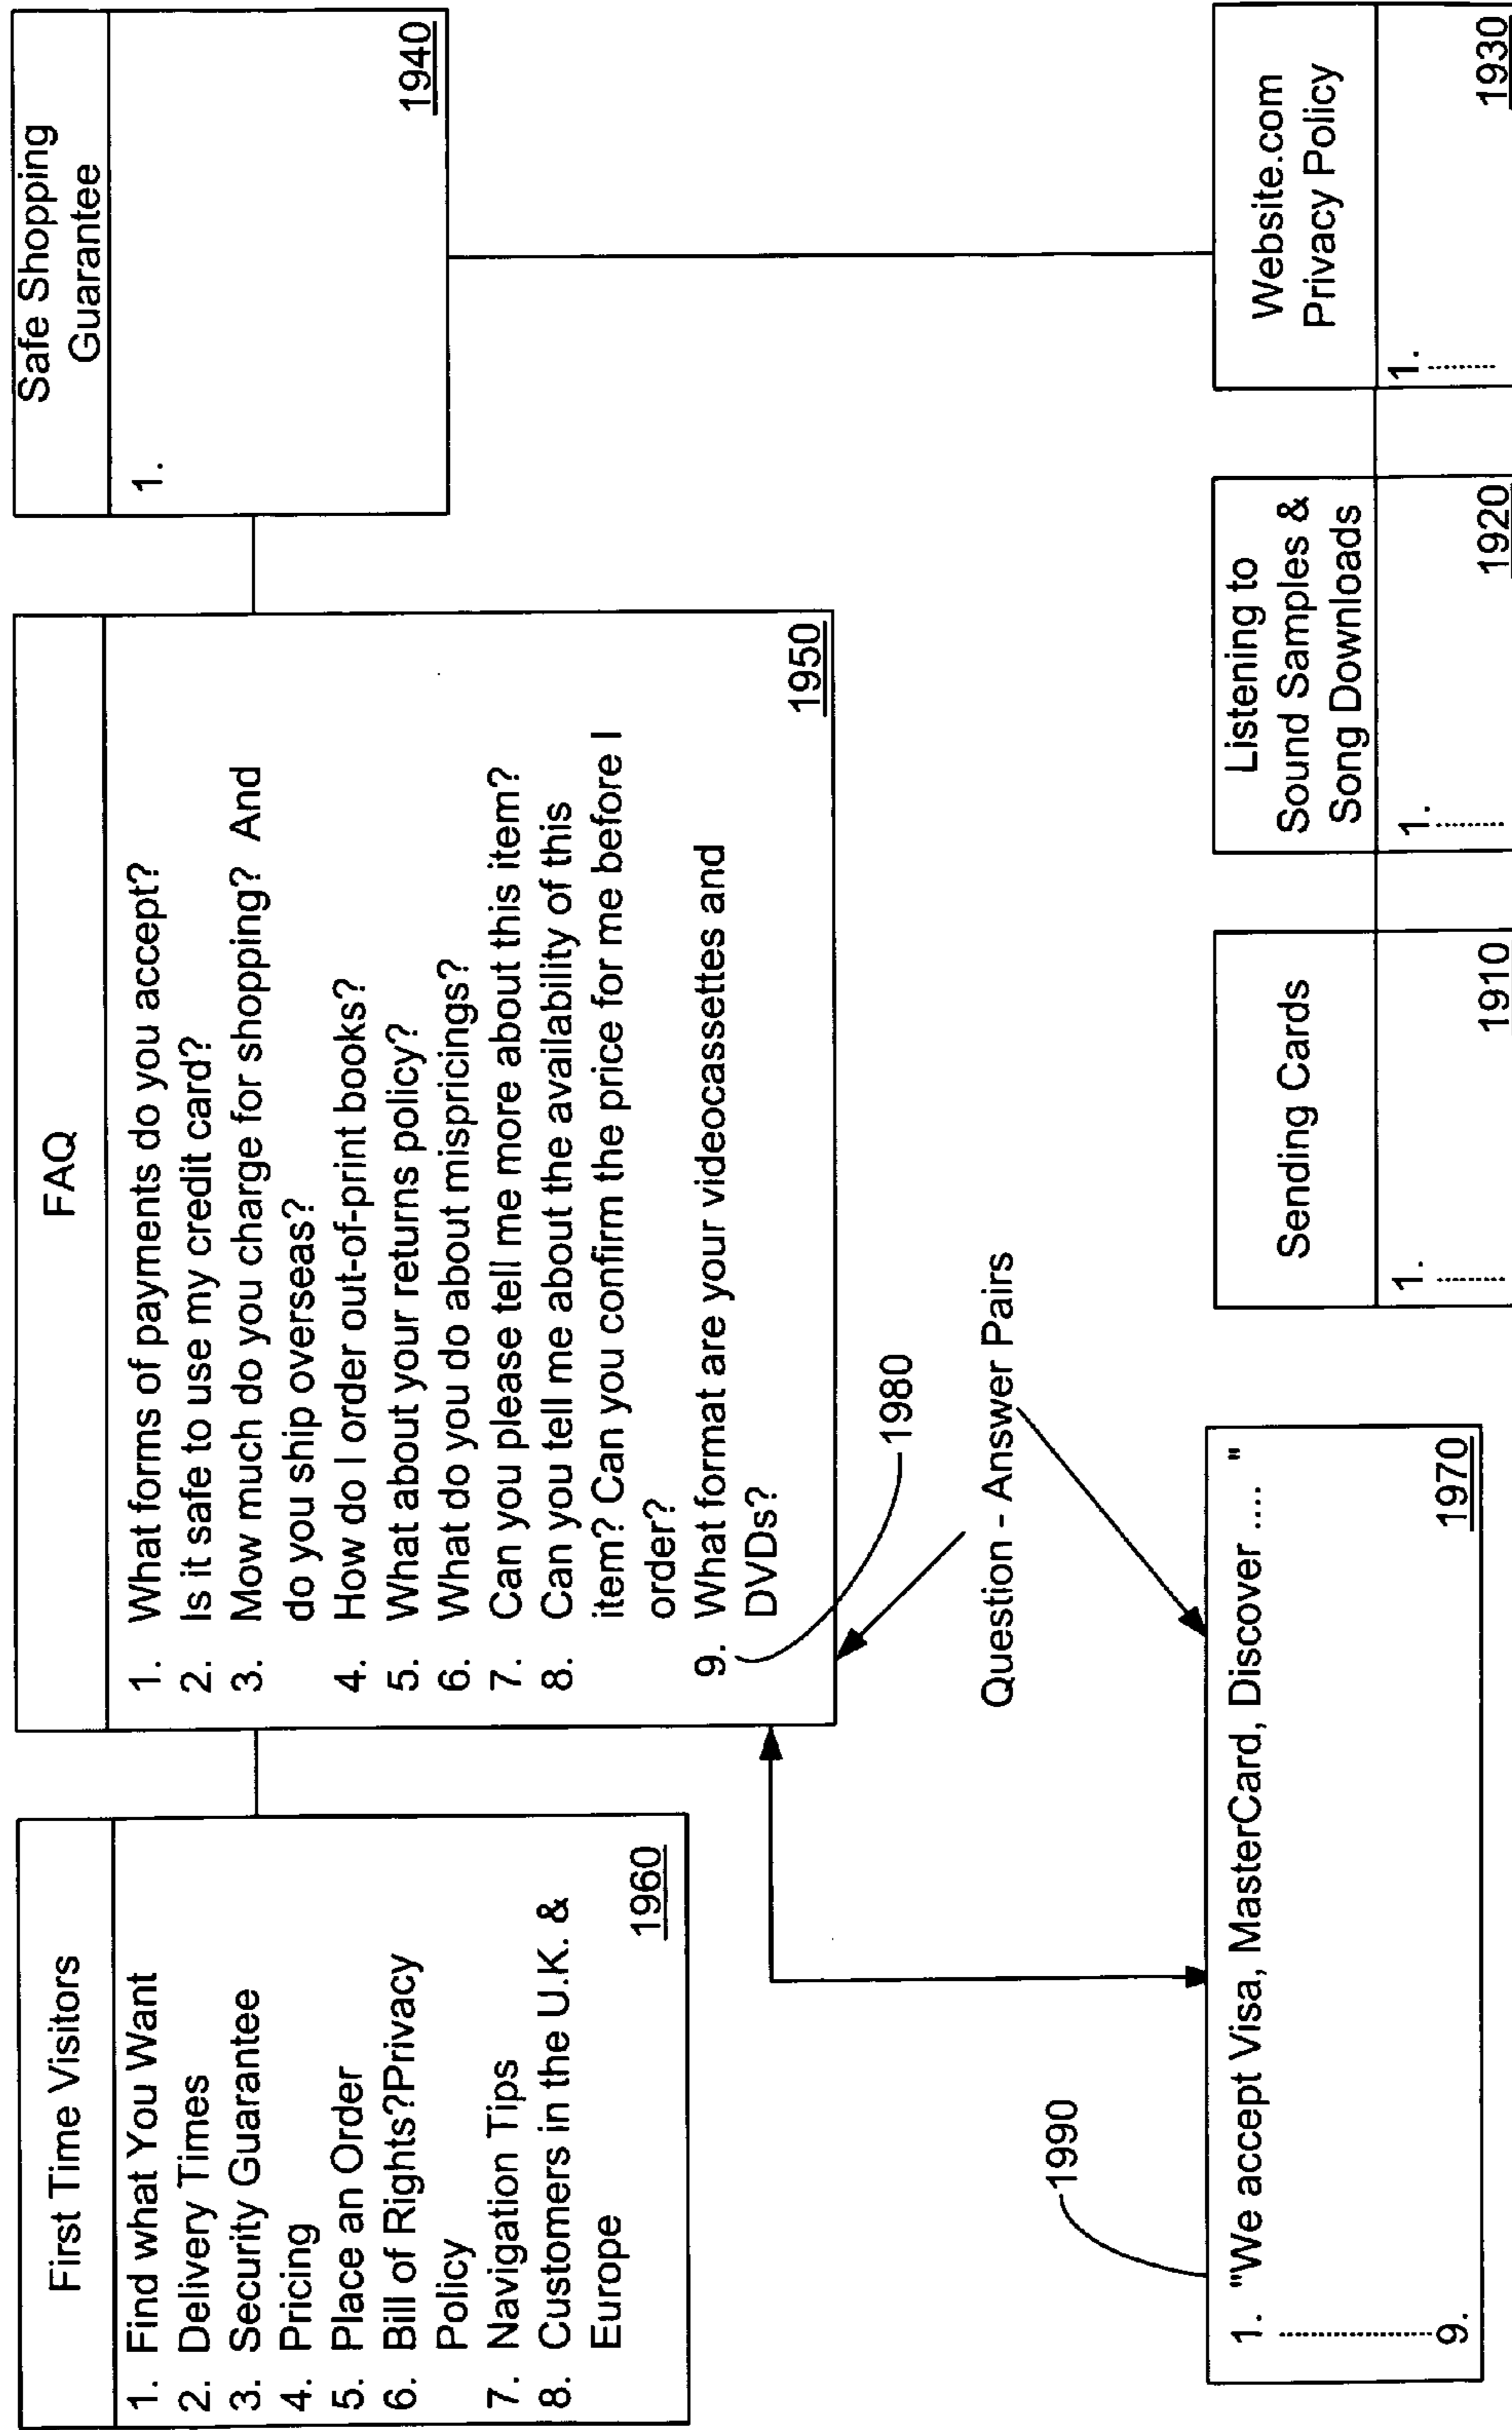 First Time Visitors
1. Find what You Want
2. Delivery Times
3. Security Guarantee
4. Pricing
5. Place an Order
6. Bill of Rights?Privacy
Policy
7. Navigation Tips
8. Customers in the U.K. &
Europe
1960
FAQ
1. What forms of payments do you accept?
2. Is it safe to use my credit card?
3. Mow much do you charge for shopping? And
do you ship overseas?
4. How do I order out-of-print books?
5. What about your returns policy?
6. What do you do about mispricings?
7. Can you please tell me more about this item?
8. Can you tell me about the availability of this
item? Can you confirm the price for me before I
order?
9. What format are your videocassettes and
DVDs?
1950
Safe Shopping
Guarantee
1.
1940
1980
Question - Answer Pairs
1990
1. "We accept Visa, MasterCard, Discover .... "
9.
1970
Sending Cards
1.
1910
Listening to
Sound Samples &
Song Downloads
1.
1920
Website.com
Privacy Policy
1.
1930